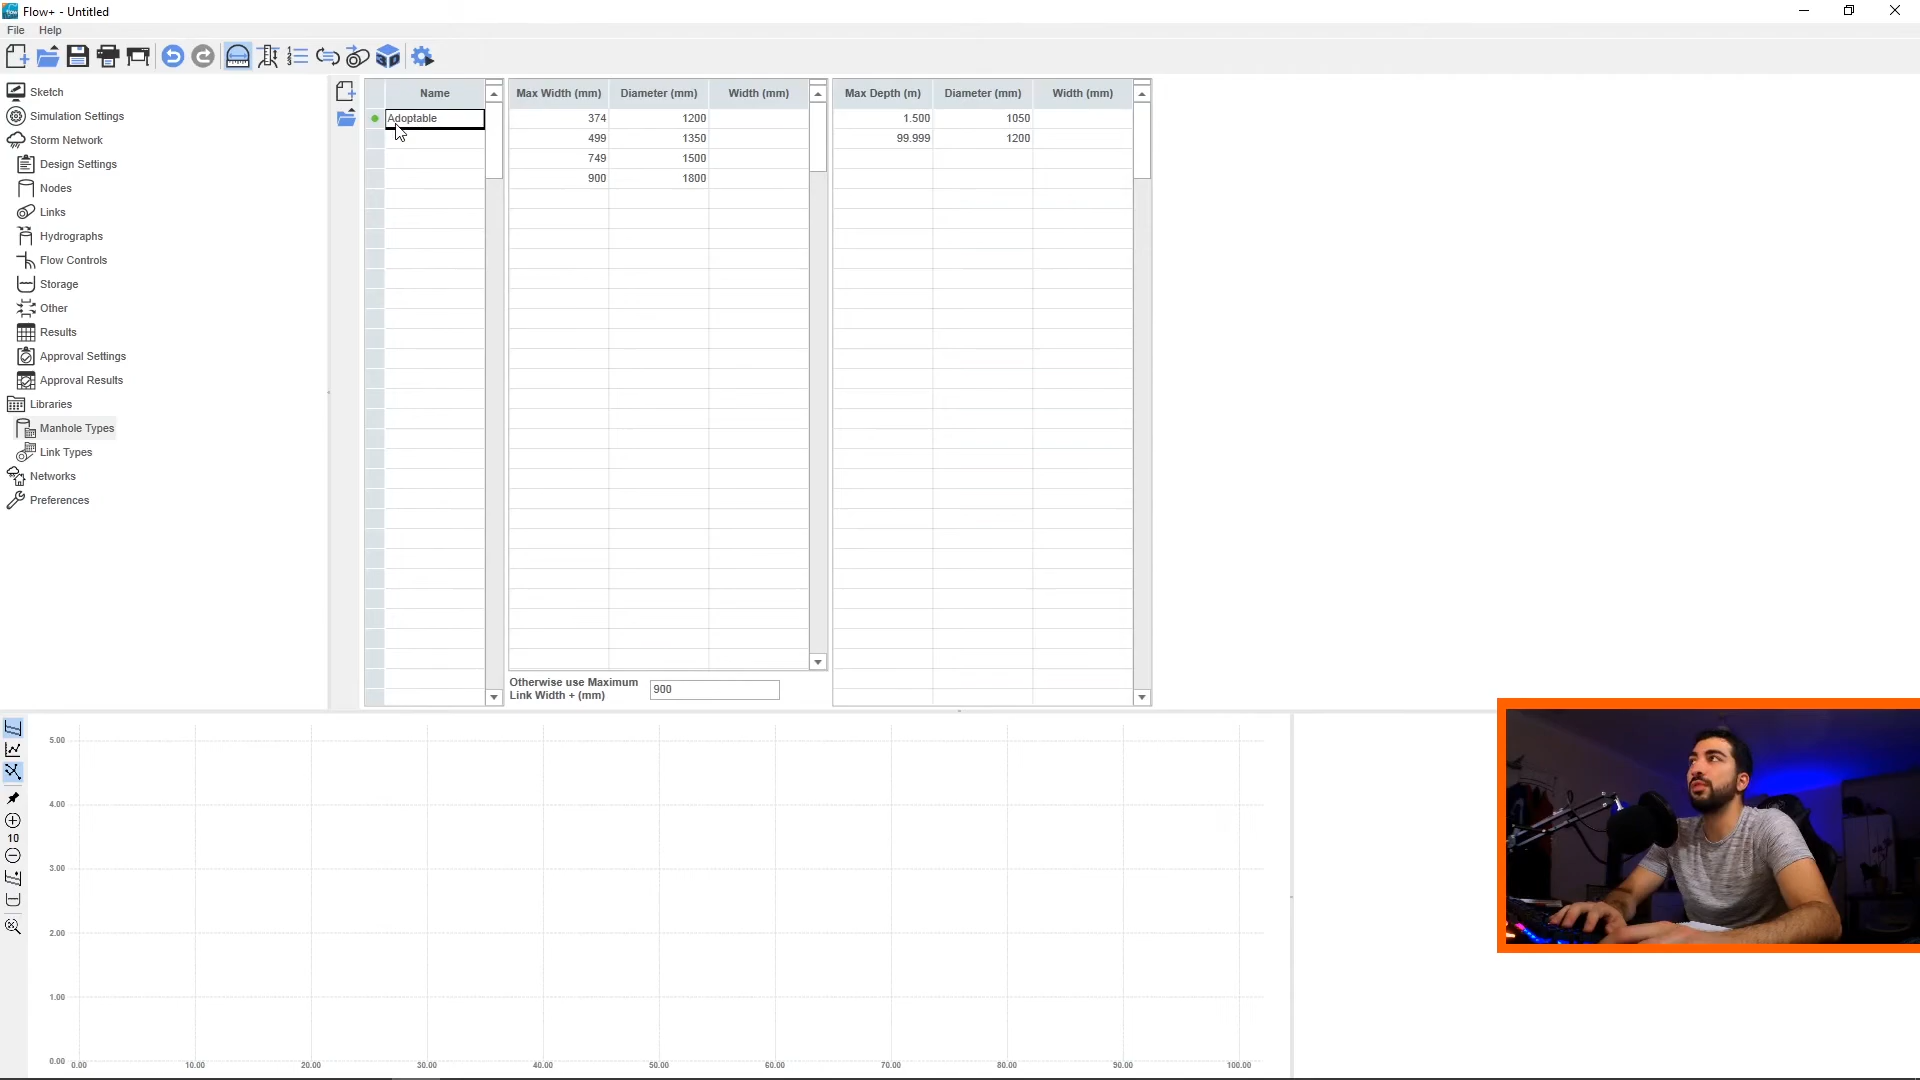 Flow+ - Untitled
File Help
Sketch
Simulation Settings
Storm Network
Design Settings
Nodes
Links
Hydrographs
Flow Controls
Storage
Other
Results
Approval Settings
Approval Results
Libraries
Manhole Types
Link Types
Networks
Preferences
Name
Adoptable
Max Width (mm) Diameter (mm) Width (mm)
374 1200
499 1350
749 1500
900 1800
Otherwise use Maximum
Link Width + (mm)
900
Max Depth (m) Diameter (mm) Width (mm)
1.500 1050
99.999 1200
10
5.00
4.00
3.00
2.00
1.00
0.00
0.00 10.00 20.00 30.00 40.00 50.00 60.00 70.00 80.00 90.00 100.00